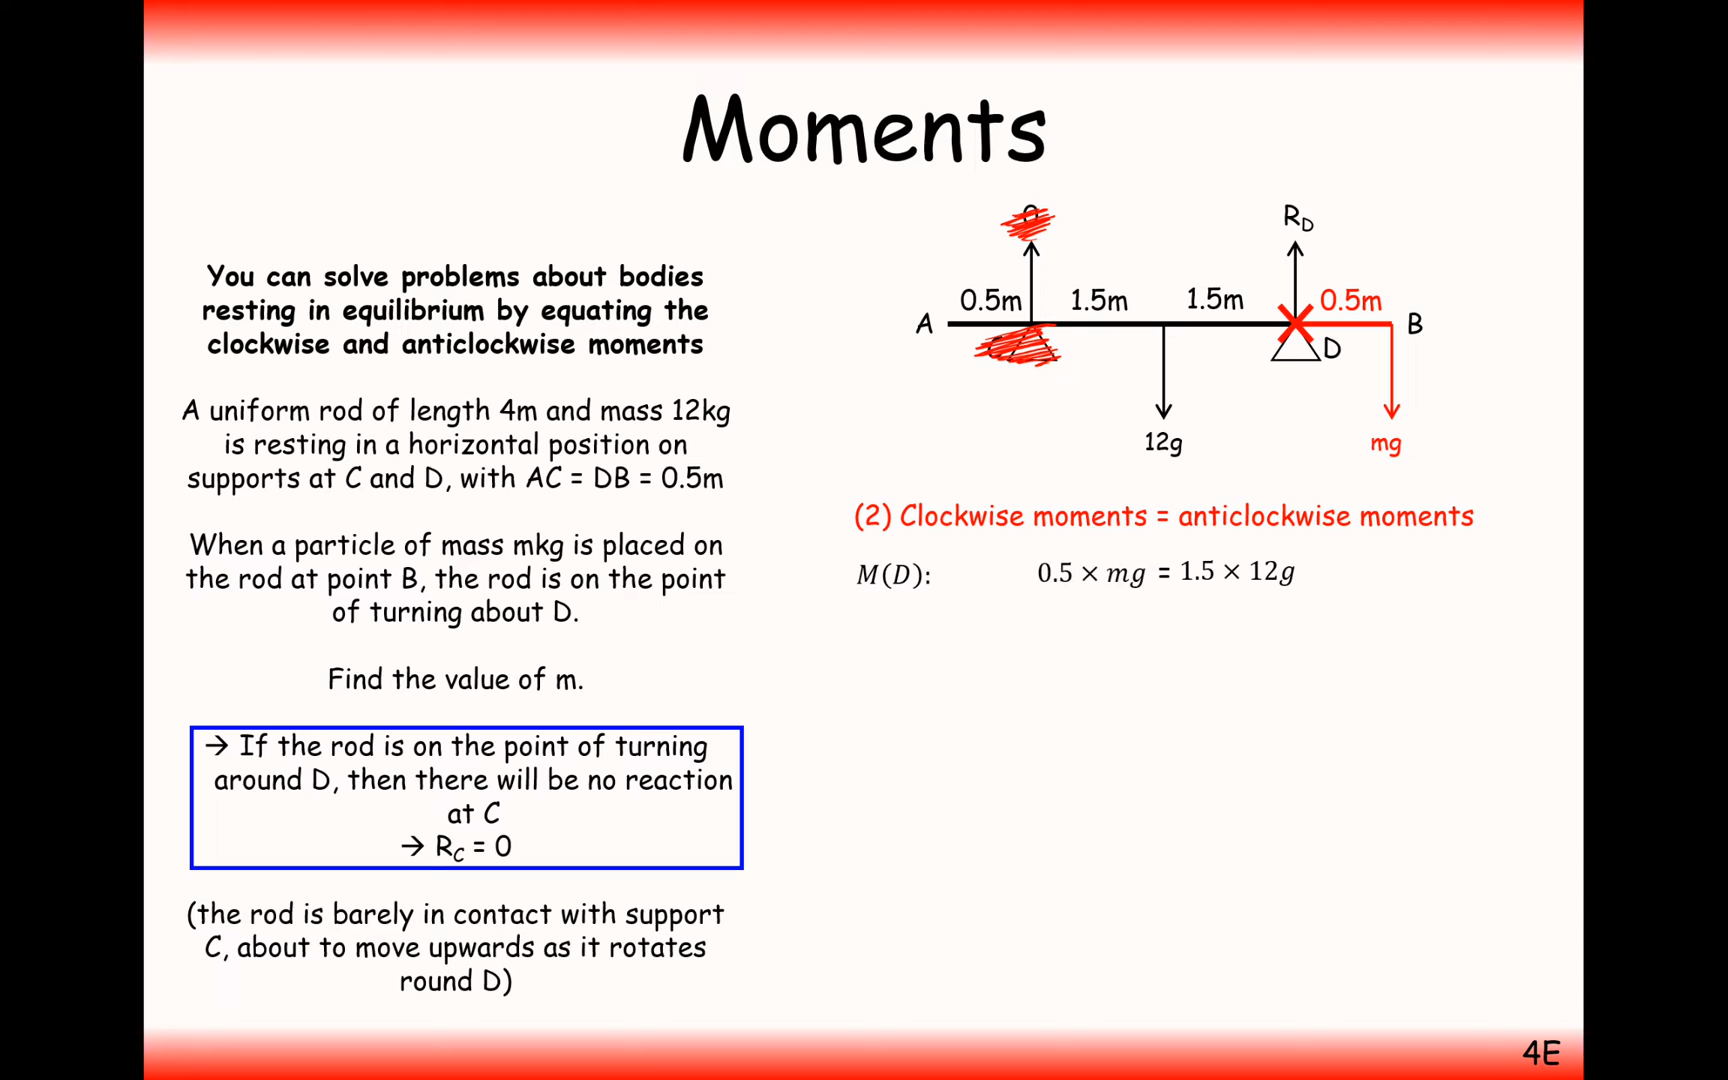 Moments
You can solve problems about bodies
resting in equilibrium by equating the
clockwise and anticlockwise moments
A uniform rod of length 4m and mass 12kg
is resting in a horizontal position on
supports at C and D, with AC = DB = 0.5m
When a particle of mass mkg is placed on
the rod at point B, the rod is on the point
of turning about D.
Find the value of m.
→ If the rod is on the point of turning
around D, then there will be no reaction
at C
→ R_C = 0
(the rod is barely in contact with support
C, about to move upwards as it rotates
round D)
R_D
0.5m 1.5m 1.5m 0.5m
A B
D
12g mg
(2) Clockwise moments = anticlockwise moments
M(D): 0.5 × mg = 1.5 × 12g
4E